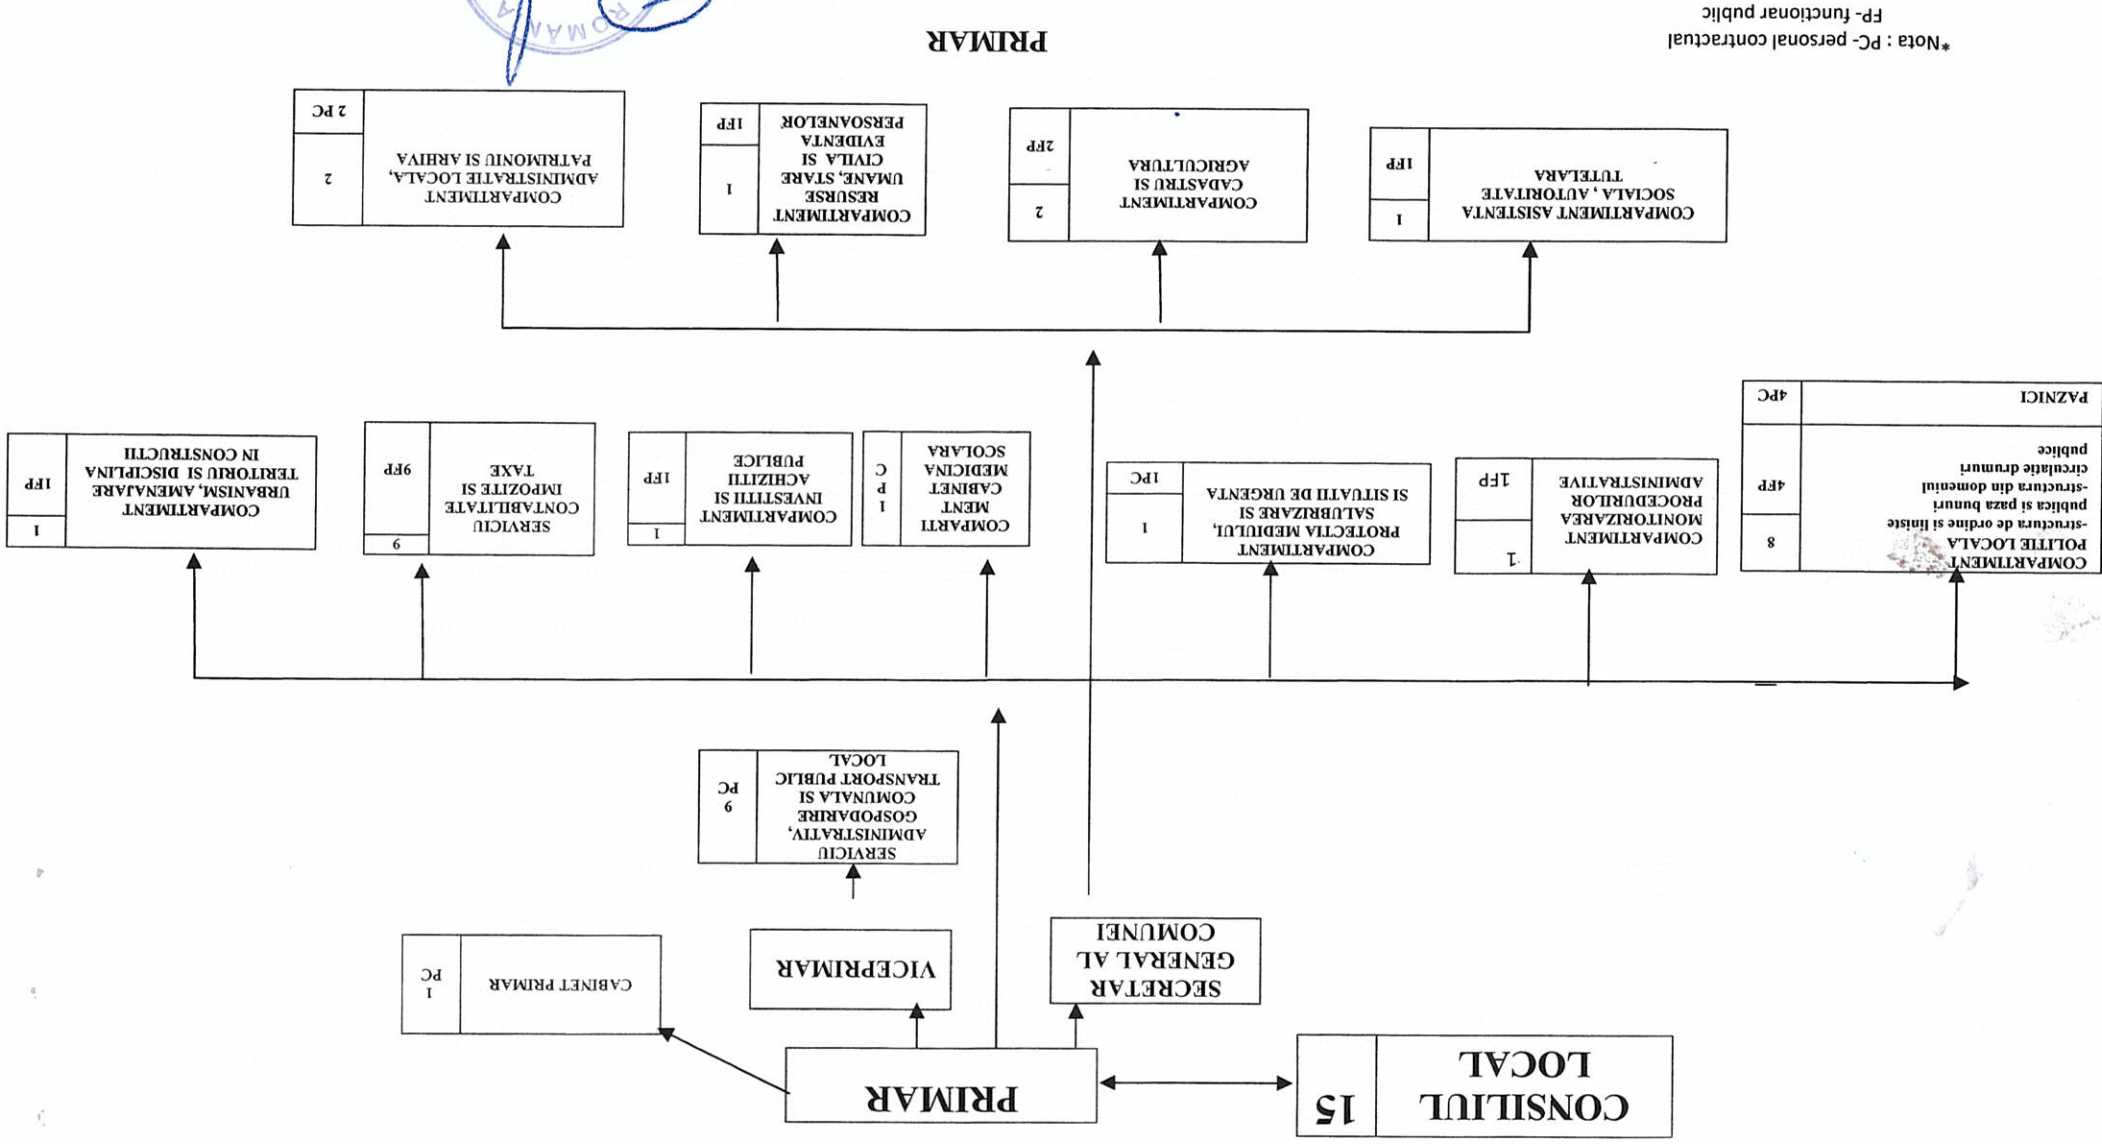 CONSILIUL
LOCAL
15
PRIMAR
SECRETAR
GENERAL AL
COMUNEI
VICEPRIMAR
CABINET PRIMAR
1
PC
SERVICIU
ADMINISTRATIV,
GOSPODARIRE
COMUNALA SI
TRANSPORT PUBLIC
LOCAL
9
PC
COMPARTIMENT
POLITIE LOCALA
-structura de ordine si liniste
publica si paza bunuri
-structura din domeniul
circulatie drumuri
publice
8
4FP
PAZNICI
4PC
COMPARTIMENT
MONITORIZAREA
PROCEDURILOR
ADMINISTRATIVE
1
1FP
COMPARTIMENT
PROTECTIA MEDIULUI,
SALUBRIZARE SI
SI SITUATII DE URGENTA
1
1PC
COMPARTI
MENT
CABINET
MEDICINA
SCOLARA
1
P
C
COMPARTIMENT
INVESTITII SI
ACHIZITII
PUBLICE
1
1FP
SERVICIU
CONTABILITATE
IMPOZITE SI
TAXE
9
9FP
COMPARTIMENT
URBANISM, AMENAJARE
TERITORIU SI DISCIPLINA
IN CONSTRUCTII
1
1FP
COMPARTIMENT ASISTENTA
SOCIALA , AUTORITATE
TUTELARA
1
1FP
COMPARTIMENT
CADASTRU SI
AGRICULTURA
2
2FP
COMPARTIMENT
RESURSE
UMANE, STARE
CIVILA SI
EVIDENTA
PERSOANELOR
1
1FP
COMPARTIMENT
ADMINISTRATIE LOCALA,
PATRIMONIU SI ARHIVA
2
2 PC
*Nota : PC- personal contractual
FP- functionar public
PRIMAR
ROMÂNIA